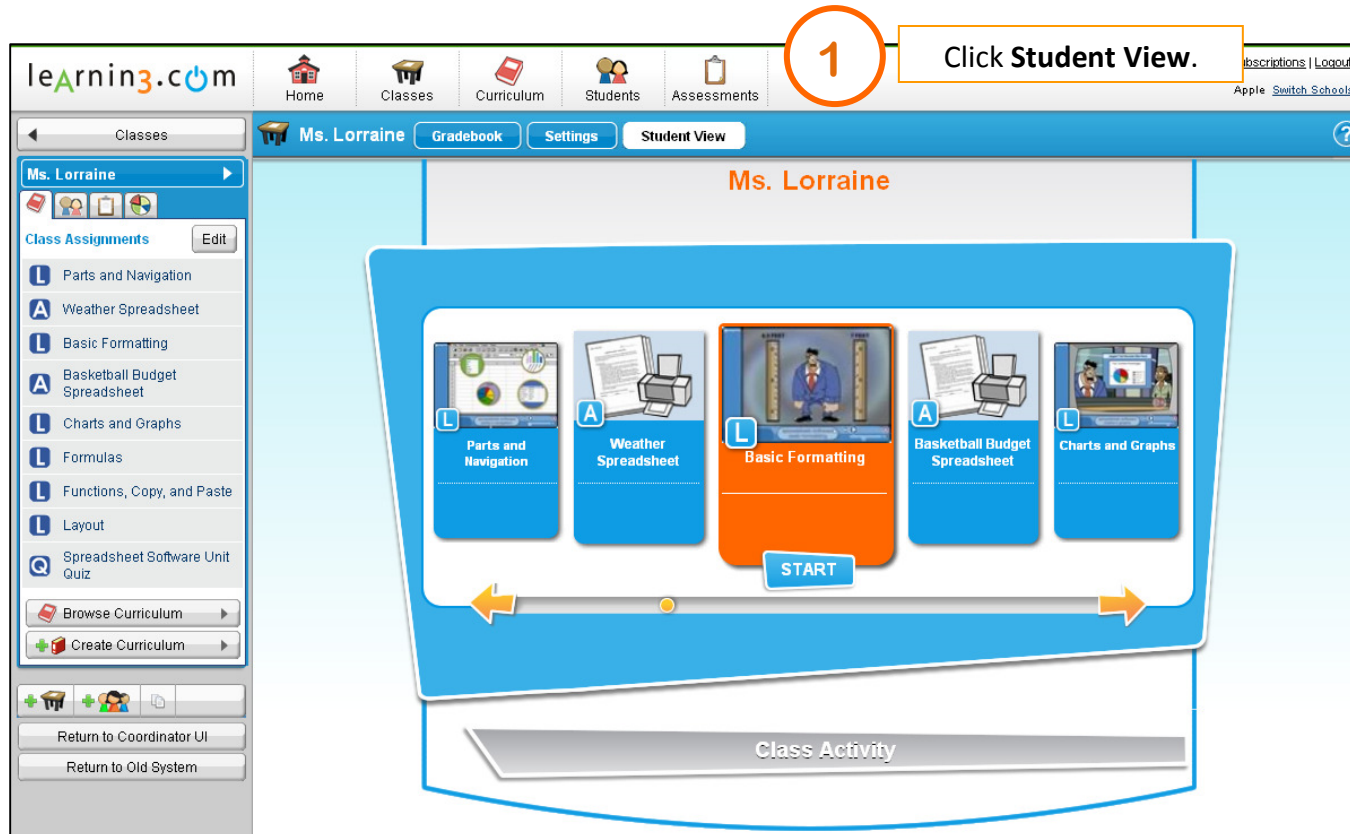 1
Click Student View.
leArnin3.com
Home
Classes
Curriculum
Students
Assessments
bscriptions | Logout
Apple Switch Schools
Classes
Ms. Lorraine
Gradebook
Settings
Student View
?
Ms. Lorraine
Class Assignments
Edit
L Parts and Navigation
A Weather Spreadsheet
L Basic Formatting
A Basketball Budget
Spreadsheet
L Charts and Graphs
L Formulas
L Functions, Copy, and Paste
L Layout
Q Spreadsheet Software Unit
Quiz
Browse Curriculum
Create Curriculum
Return to Coordinator UI
Return to Old System
Ms. Lorraine
L
Parts and
Navigation
A
Weather
Spreadsheet
L
Basic Formatting
A
Basketball Budget
Spreadsheet
L
Charts and Graphs
START
Class Activity